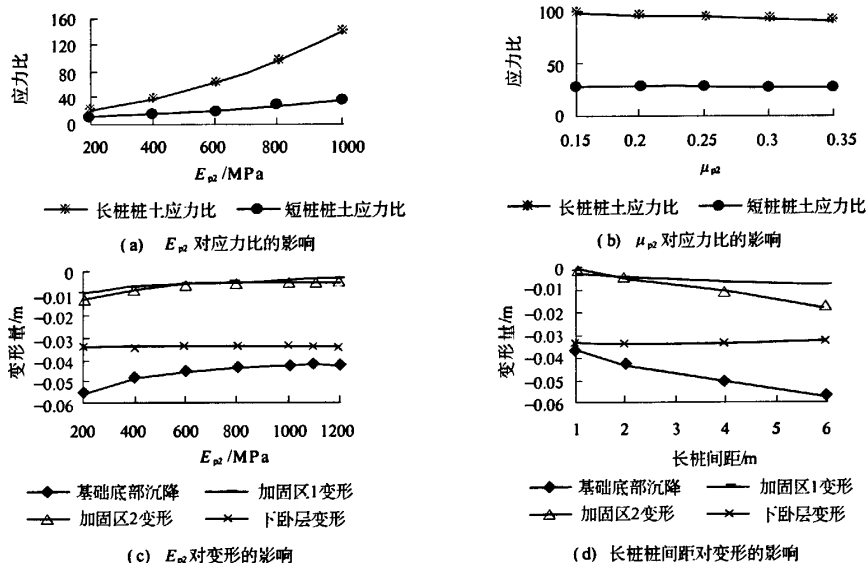 160
120
80
40
0
应力比
200 400 600 800 1000
E_p2/MPa
长桩桩土应力比 短桩桩土应力比
(a) E_p2 对应力比的影响
100
50
0
应力比
0.15 0.2 0.25 0.3 0.35
μ_p2
长桩桩土应力比 短桩桩土应力比
(b) μ_p2 对应力比的影响
0
-0.01
-0.02
-0.03
-0.04
-0.05
-0.06
变形量/m
200 400 600 800 1000 1200
E_p2/MPa
基础底部沉降 加固区1变形
加固区2变形 下卧层变形
(c) E_p2对变形的影响
0
-0.01
-0.02
-0.03
-0.04
-0.05
-0.06
变形量/m
1 2 3 4 5 6
长桩间距/m
基础底部沉降 加固区1变形
加固区2变形 下卧层变形
(d) 长桩桩间距对变形的影响